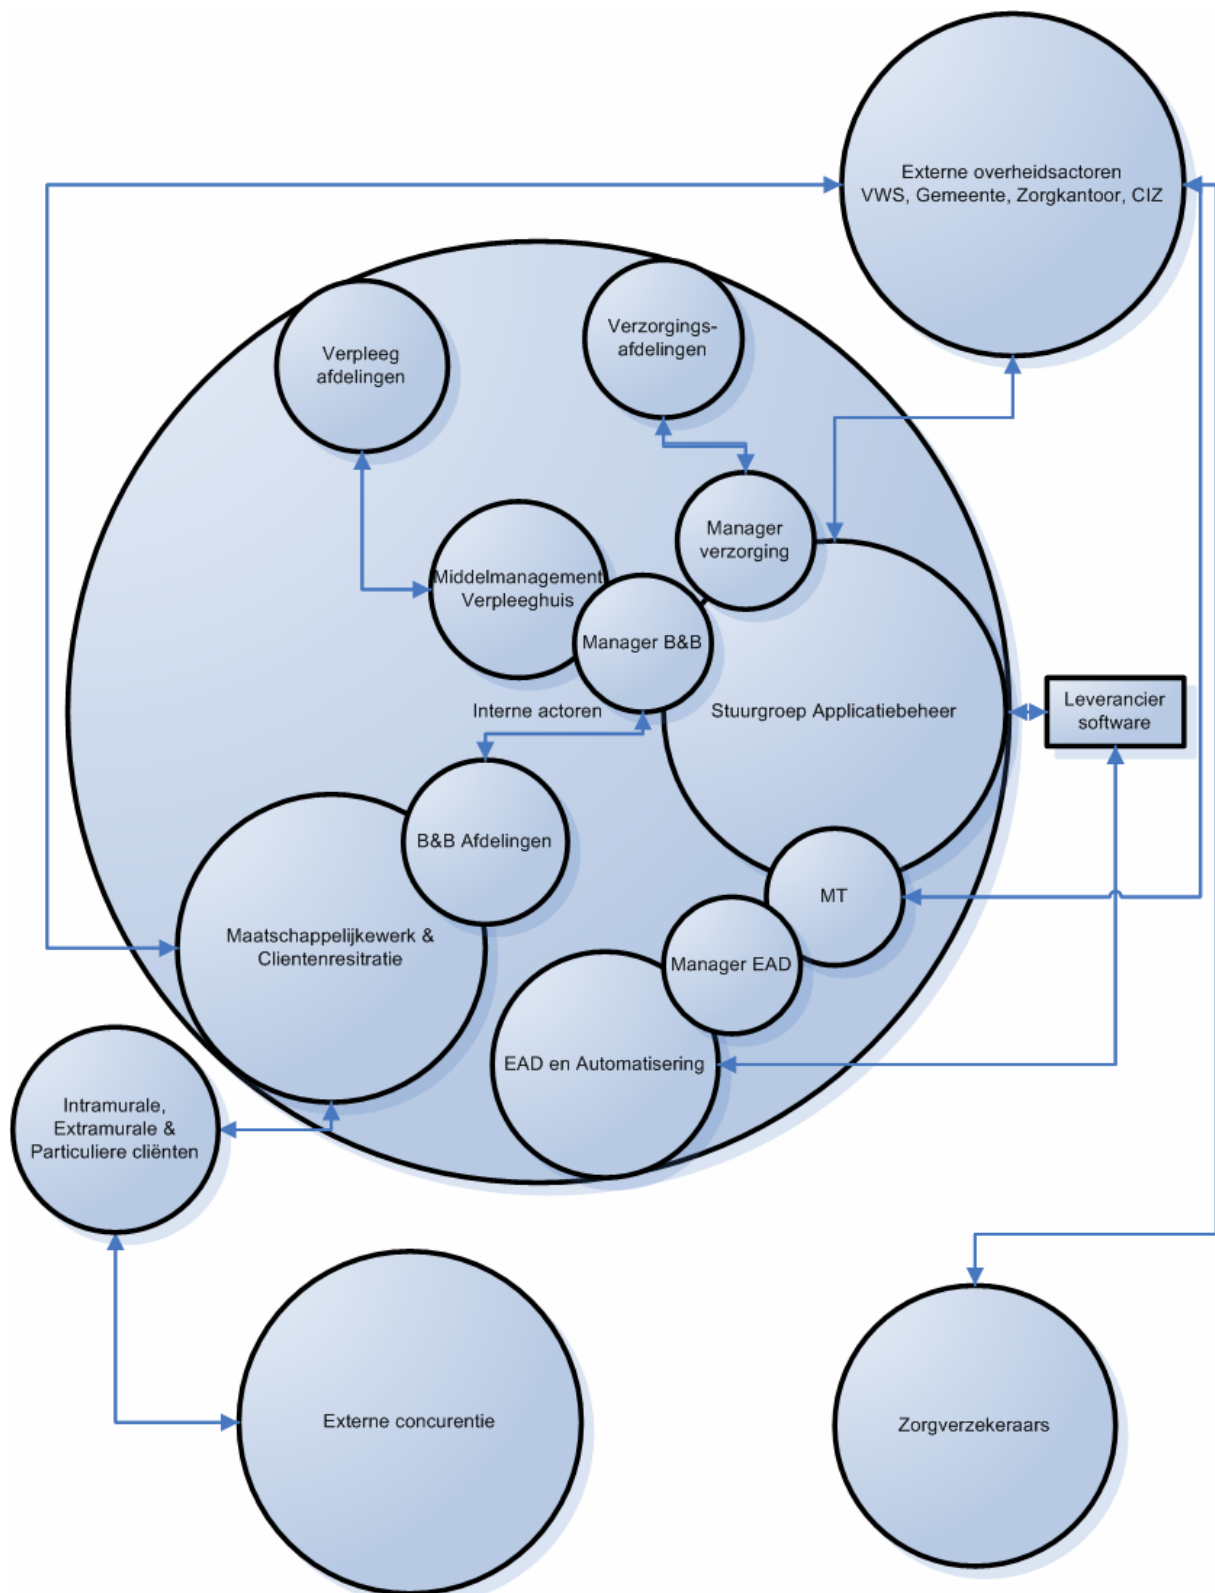 Externe overheidsactoren
VWS, Gemeente, Zorgkantoor, CIZ
Verzorgings-
afdelingen
Verpleeg
afdelingen
Manager
verzorging
Middelmanagement
Verpleeghuis
Manager B&B
Interne actoren
Stuurgroep Applicatiebeheer
Leverancier
software
B&B Afdelingen
MT
Maatschappelijkewerk &
Clientenresitratie
Manager EAD
EAD en Automatisering
Intramurale,
Extramurale &
Particuliere cliënten
Externe concurentie
Zorgverzekeraars